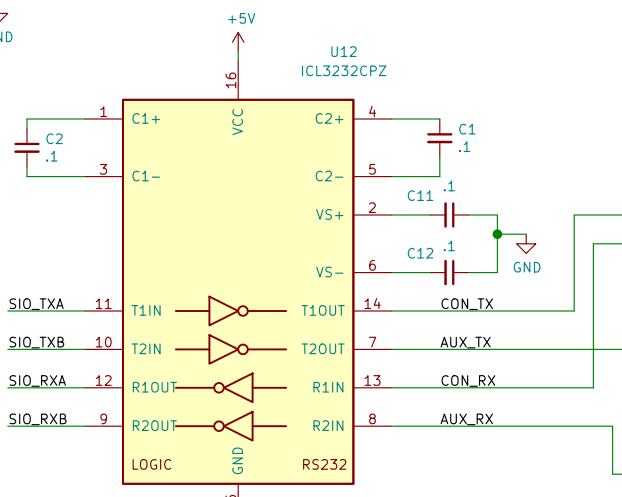 +5V
ND
U12
ICL3232CPZ
16
VCC
1
C1+
C2+
4
C2
.1
C1
.1
3
C1-
C2-
5
C11
.1
VS+
2
C12
.1
GND
VS-
6
SIO_TXA
11
T1IN
T1OUT
14
CON_TX
SIO_TXB
10
T2IN
T2OUT
7
AUX_TX
SIO_RXA
12
R1OUT
R1IN
13
CON_RX
SIO_RXB
9
R2OUT
R2IN
8
AUX_RX
LOGIC
GND
RS232